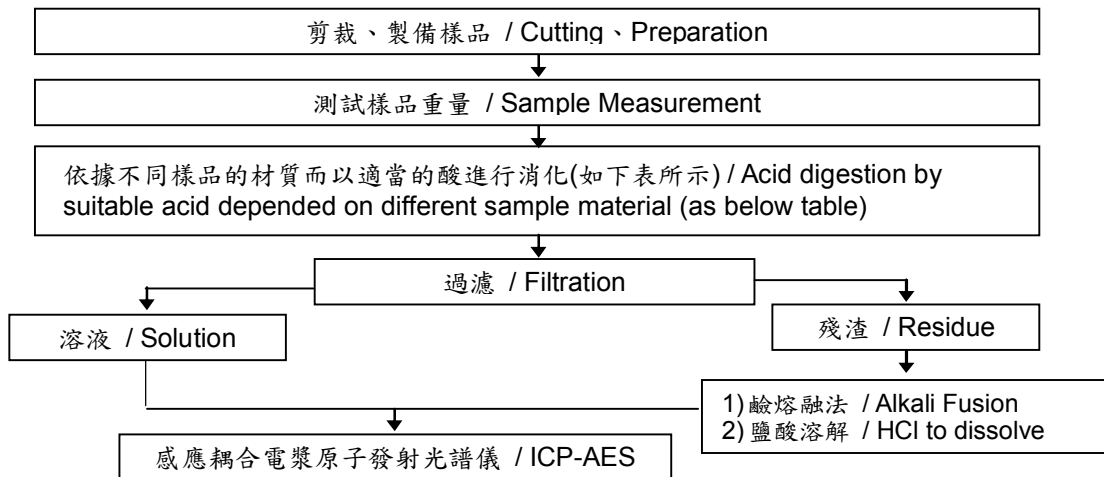 剪裁、製備樣品 / Cutting、Preparation
測試樣品重量 / Sample Measurement
依據不同樣品的材質而以適當的酸進行消化(如下表所示) / Acid digestion by
suitable acid depended on different sample material (as below table)
過濾 / Filtration
溶液 / Solution
殘渣 / Residue
1)鹼熔融法 / Alkali Fusion
2)鹽酸溶解 / HCl to dissolve
感應耦合電漿原子發射光譜儀 / ICP-AES